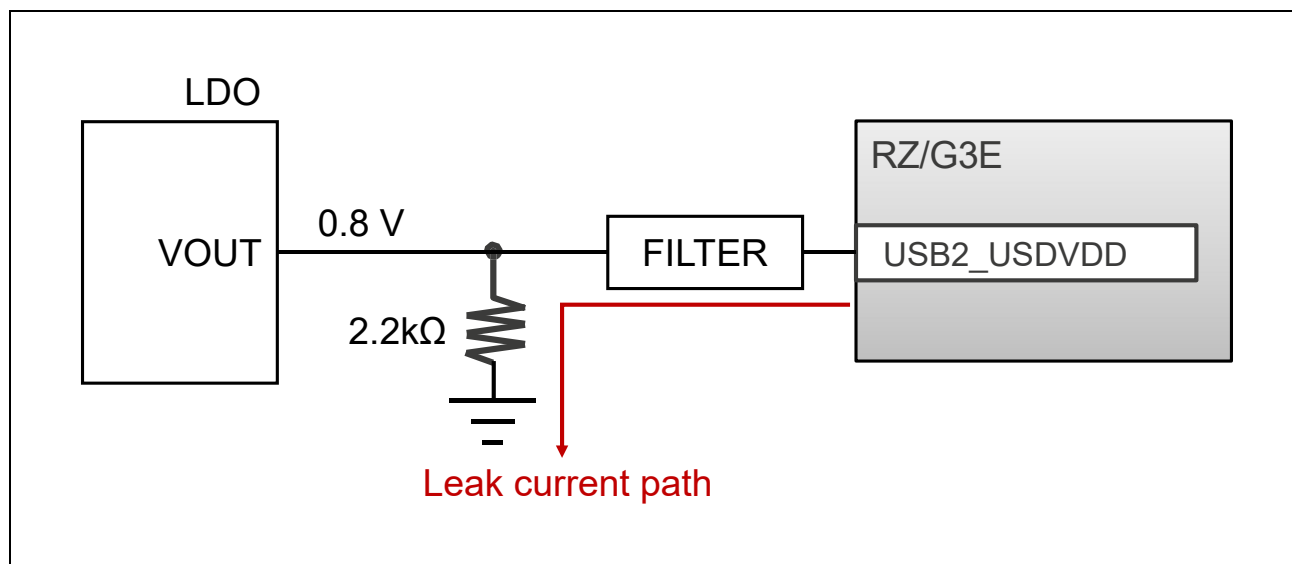 LDO
RZ/G3E
0.8 V
VOUT
FILTER
USB2_USDVDD
2.2kΩ
Leak current path